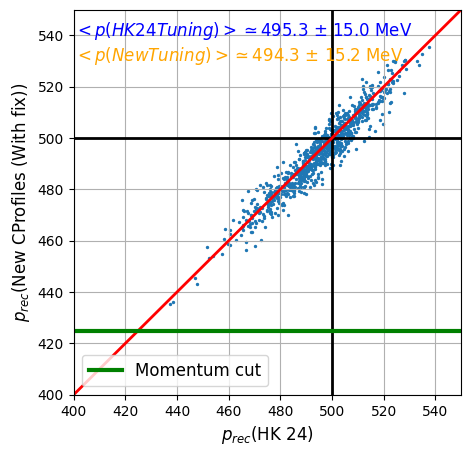 < p(HK24Tuning) > ≃495.3 ± 15.0 MeV
< p(NewTuning) > ≃494.3 ± 15.2 MeV
p_rec(New CProfiles (With fix))
540
520
500
480
460
440
420
400
Momentum cut
400 420 440 460 480 500 520 540
p_rec(HK 24)